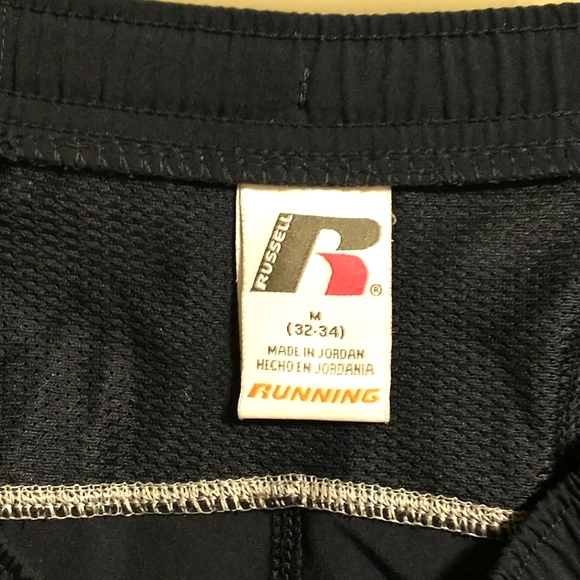 RUSSELL
R
®
M
(32-34)
MADE IN JORDAN
HECHO EN JORDANIA
RUNNING